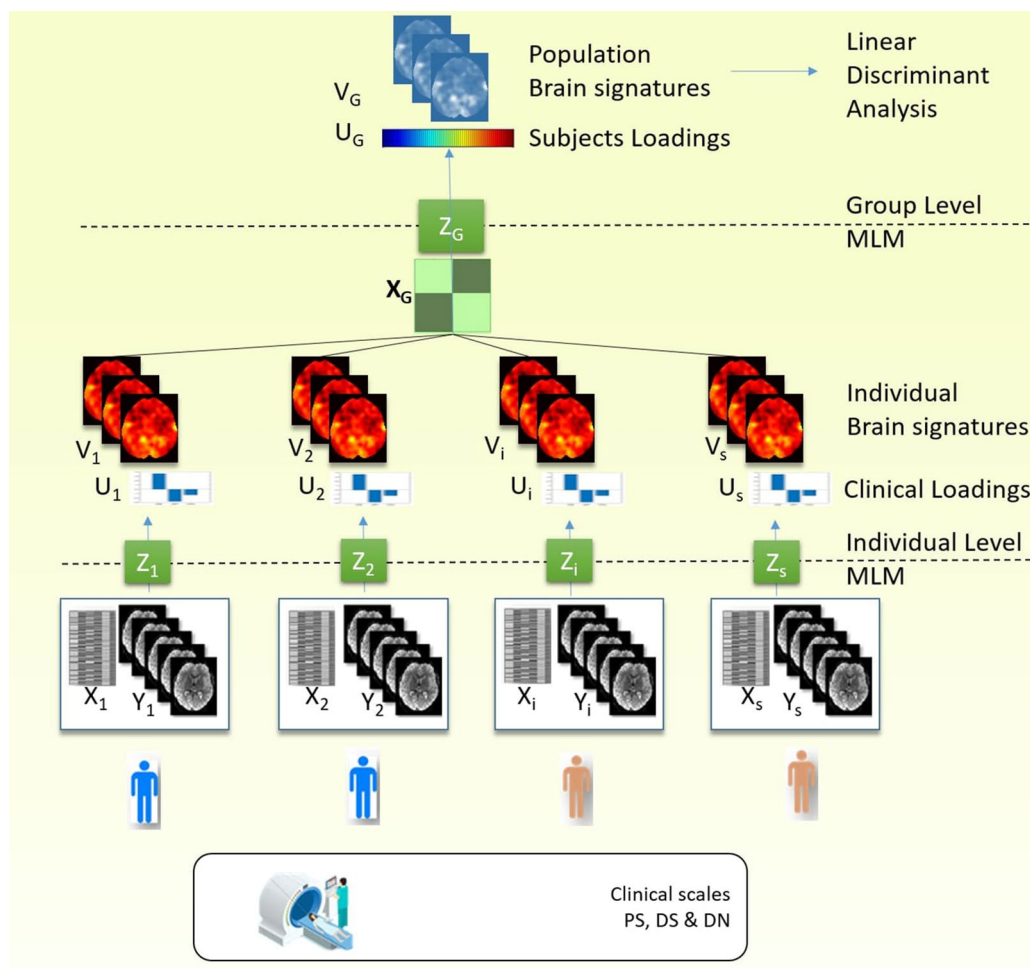 Population
Brain signatures
Linear
Discriminant
Analysis
V_G
U_G
Subjects Loadings
Group Level
Z_G
MLM
X_G
Individual
Brain signatures
V_1
V_2
V_i
V_s
U_1
U_2
U_i
U_s
Clinical Loadings
Individual Level
Z_1
Z_2
Z_i
Z_s
MLM
X_1
Y_1
X_2
Y_2
X_i
Y_i
X_s
Y_s
Clinical scales
PS, DS & DN